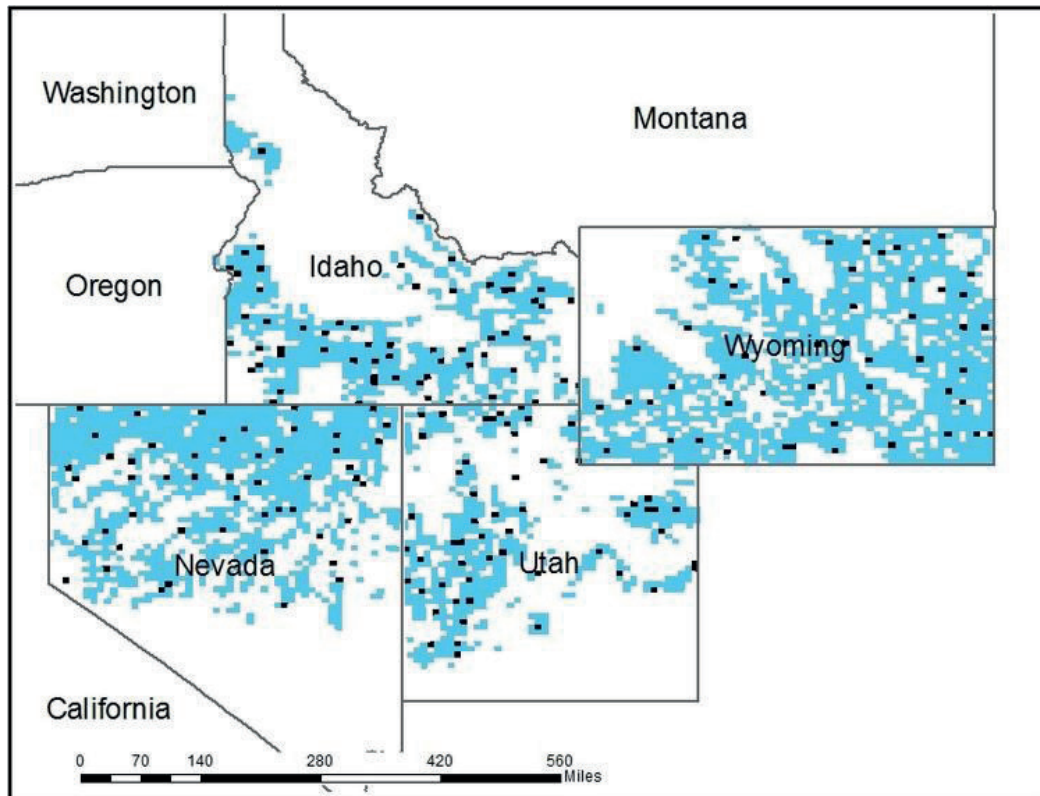 Washington
Montana
Idaho
Oregon
Wyoming
Nevada
Utah
California
0 70 140 280 420 560
Miles